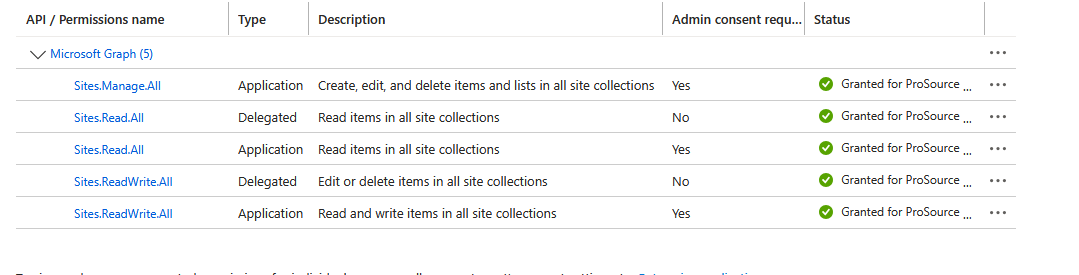 API / Permissions name Type Description Admin consent requ... Status
Microsoft Graph (5) ...
Sites.Manage.All Application Create, edit, and delete items and lists in all site collections Yes Granted for ProSource ... ...
Sites.Read.All Delegated Read items in all site collections No Granted for ProSource ... ...
Sites.Read.All Application Read items in all site collections Yes Granted for ProSource ... ...
Sites.ReadWrite.All Delegated Edit or delete items in all site collections No Granted for ProSource ... ...
Sites.ReadWrite.All Application Read and write items in all site collections Yes Granted for ProSource ... ...